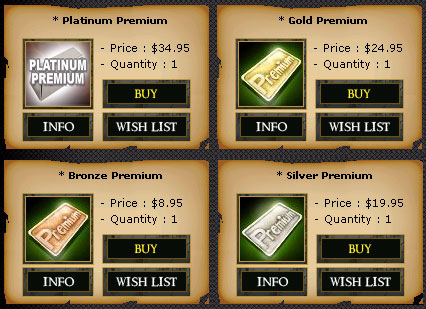 * Platinum Premium
PLATINUM
PREMIUM
- Price : $34.95
- Quantity : 1
BUY
INFO
WISH LIST
* Gold Premium
Premium
- Price : $24.95
- Quantity : 1
BUY
INFO
WISH LIST
* Bronze Premium
Premium
- Price : $8.95
- Quantity : 1
BUY
INFO
WISH LIST
* Silver Premium
Premium
- Price : $19.95
- Quantity : 1
BUY
INFO
WISH LIST